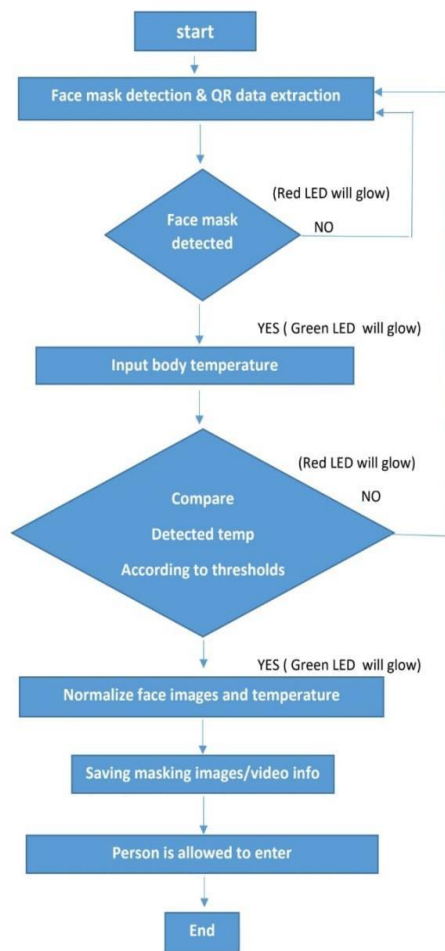 start
Face mask detection & QR data extraction
(Red LED will glow)
Face mask
detected
NO
YES ( Green LED will glow)
Input body temperature
(Red LED will glow)
NO
Compare
Detected temp
According to thresholds
YES ( Green LED will glow)
Normalize face images and temperature
Saving masking images/video info
Person is allowed to enter
End